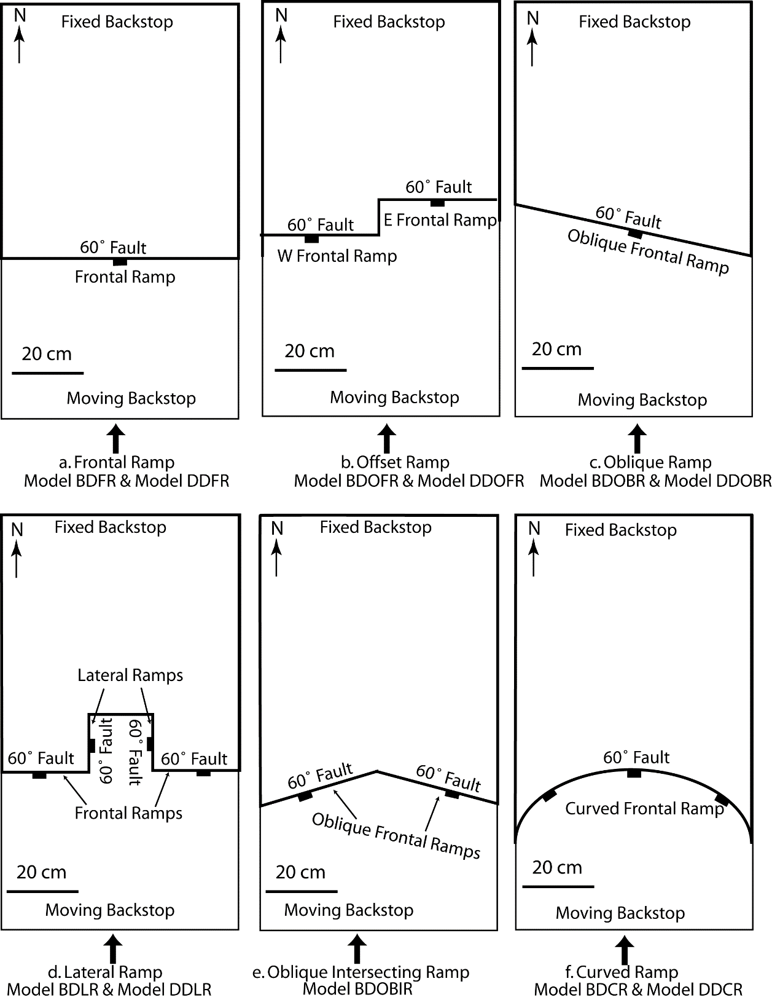 N
Fixed Backstop
60˚ Fault
Frontal Ramp
20 cm
Moving Backstop
a. Frontal Ramp
Model BDFR & Model DDFR
N
Fixed Backstop
60˚ Fault
E Frontal Ramp
60˚ Fault
W Frontal Ramp
20 cm
Moving Backstop
b. Offset Ramp
Model BDOFR & Model DDOFR
N
Fixed Backstop
60˚ Fault
Oblique Frontal Ramp
20 cm
Moving Backstop
c. Oblique Ramp
Model BDOBR & Model DDOBR
N
Fixed Backstop
Lateral Ramps
60˚ Fault
60˚ Fault
60˚ Fault
60˚ Fault
Frontal Ramps
20 cm
Moving Backstop
d. Lateral Ramp
Model BDLR & Model DDLR
N
Fixed Backstop
60˚ Fault
60˚ Fault
Oblique Frontal Ramps
20 cm
Moving Backstop
e. Oblique Intersecting Ramp
Model BDOBIR
N
Fixed Backstop
60˚ Fault
Curved Frontal Ramp
20 cm
Moving Backstop
f. Curved Ramp
Model BDCR & Model DDCR